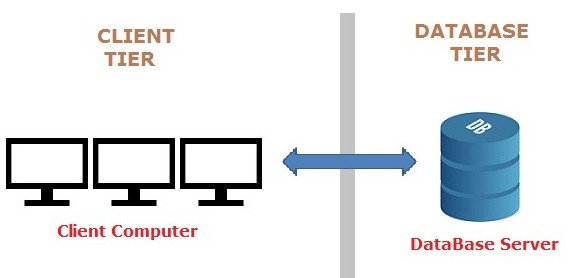 CLIENT
TIER
DATABASE
TIER
DB
Client Computer
DataBase Server